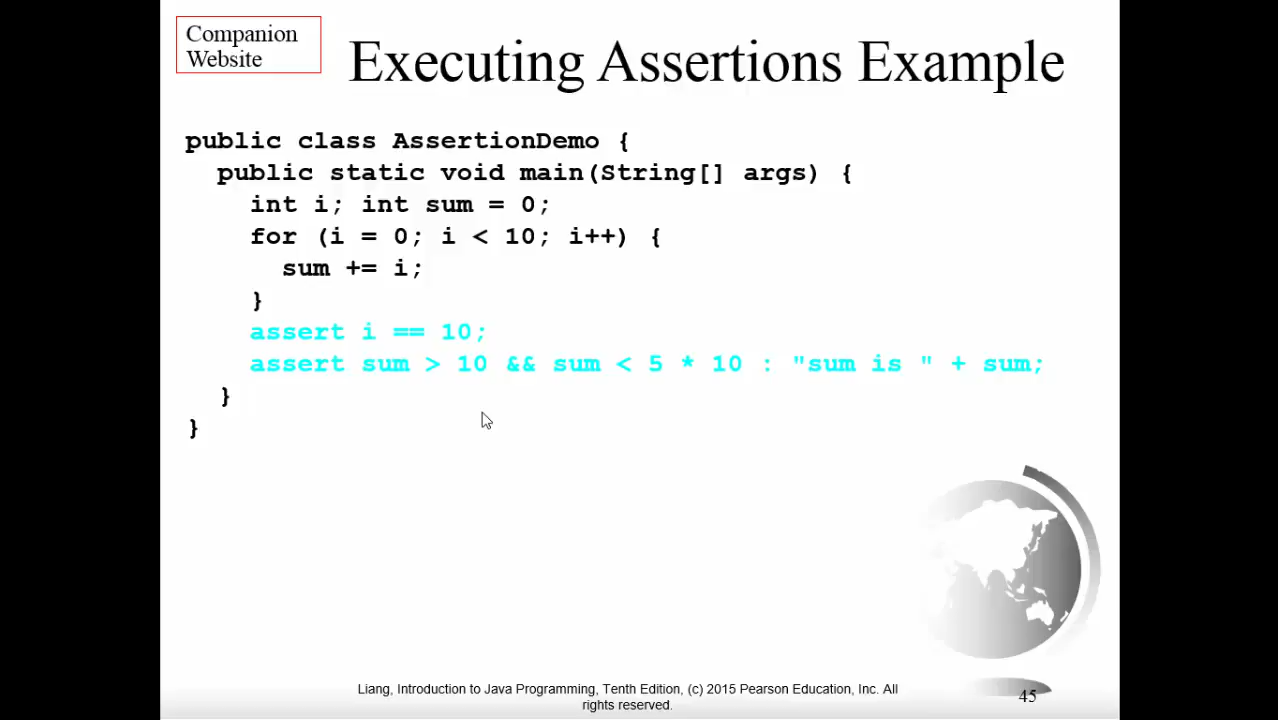 Companion
Website
Executing Assertions Example
public class AssertionDemo {
  public static void main(String[] args) {
    int i; int sum = 0;
    for (i = 0; i < 10; i++) {
      sum += i;
    }
    assert i == 10;
    assert sum > 10 && sum < 5 * 10 : "sum is " + sum;
  }
}
Liang, Introduction to Java Programming, Tenth Edition, (c) 2015 Pearson Education, Inc. All
rights reserved.
45